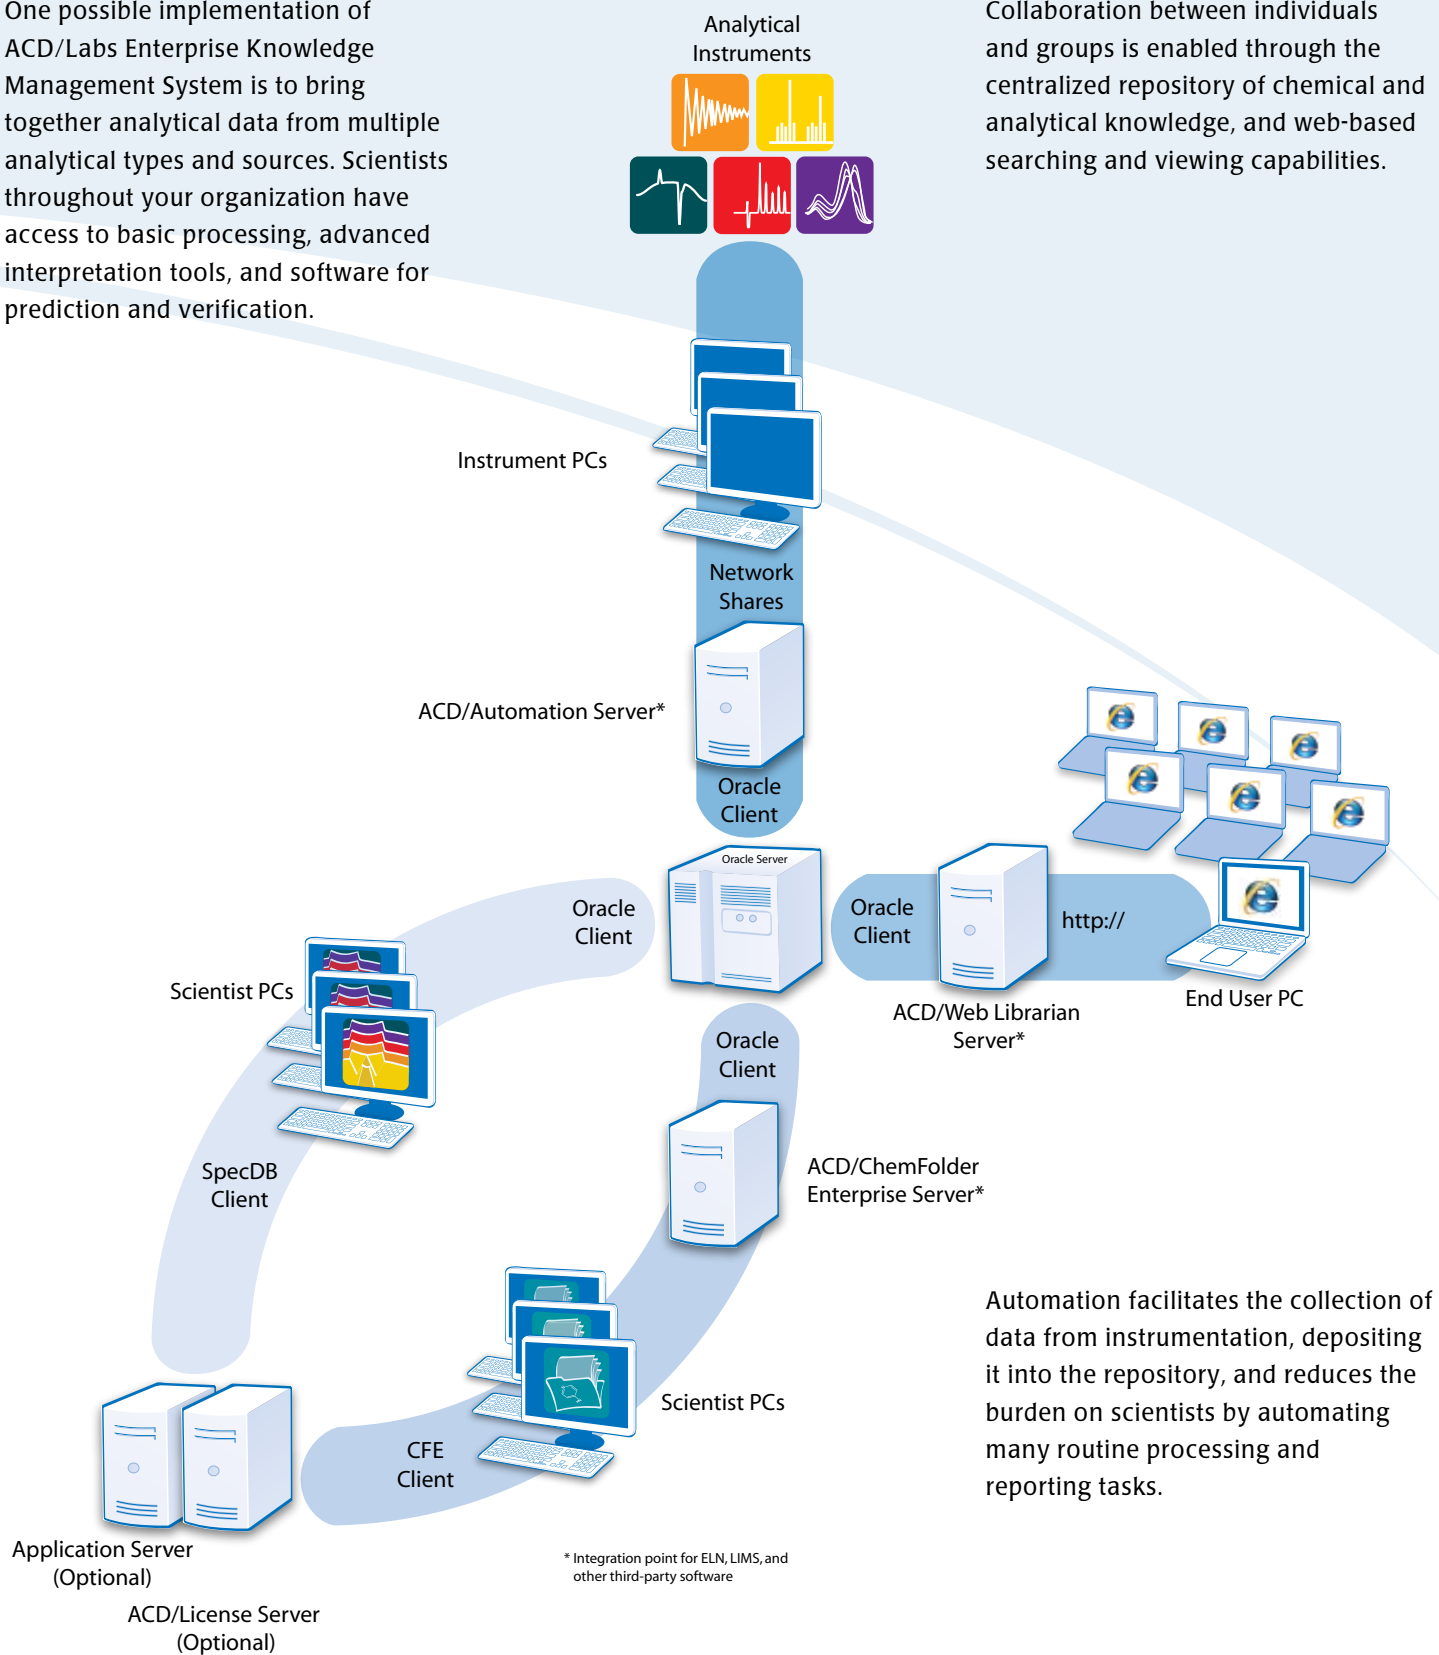 One possible implementation of
ACD/Labs Enterprise Knowledge
Management System is to bring
together analytical data from multiple
analytical types and sources. Scientists
throughout your organization have
access to basic processing, advanced
interpretation tools, and software for
prediction and verification.
Analytical
Instruments
Collaboration between individuals
and groups is enabled through the
centralized repository of chemical and
analytical knowledge, and web-based
searching and viewing capabilities.
Instrument PCs
Network
Shares
ACD/Automation Server*
Oracle
Client
Oracle Server
Oracle
Client
Oracle
Client
http://
Scientist PCs
End User PC
ACD/Web Librarian
Server*
Oracle
Client
SpecDB
Client
ACD/ChemFolder
Enterprise Server*
Automation facilitates the collection of
data from instrumentation, depositing
it into the repository, and reduces the
burden on scientists by automating
many routine processing and
reporting tasks.
Scientist PCs
CFE
Client
Application Server
(Optional)
ACD/License Server
(Optional)
* Integration point for ELN, LIMS, and
other third-party software